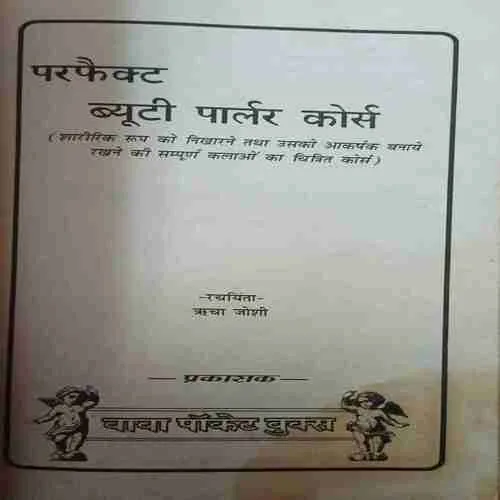 परफैक्ट
ब्यूटी पार्लर कोर्स
(शारीरिक रूप को निखारने तथा उसको आकर्षक बनाये
रखने की सम्पूर्ण कलाओं का चित्रित कोर्स)
-रचयिता-
ऋचा जोशी
— प्रकाशक —
बाबा पॉकेट बुक्स